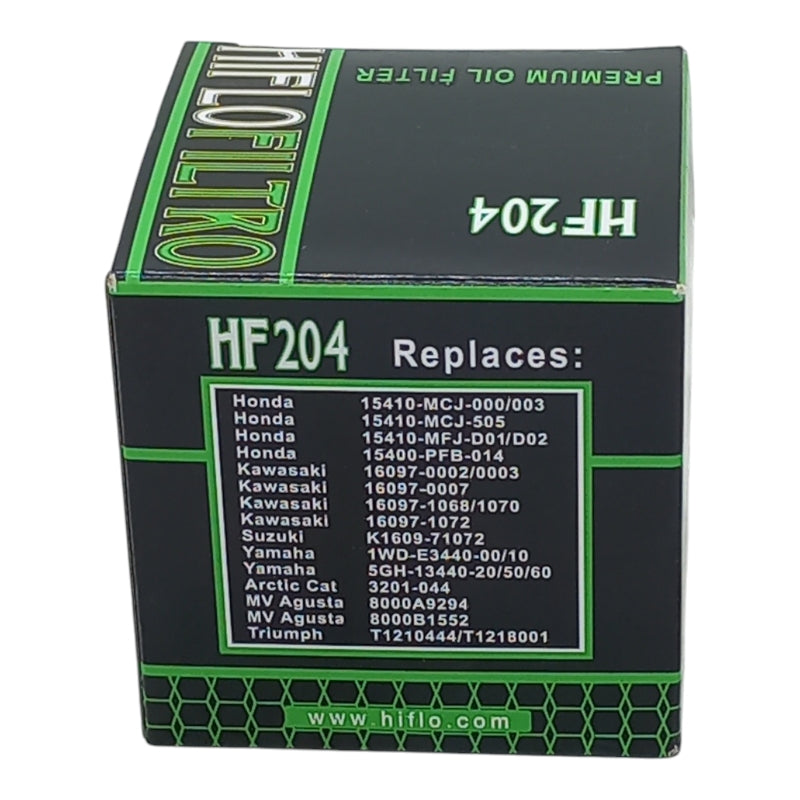 HIFLOFILTRO
PREMIUM OIL FILTER
HF204
HF204 Replaces:
Honda 15410-MCJ-000/003
Honda 15410-MCJ-505
Honda 15410-MFJ-D01/D02
Honda 15400-PFB-014
Kawasaki 16097-0002/0003
Kawasaki 16097-0007
Kawasaki 16097-1068/1070
Kawasaki 16097-1072
Suzuki K1609-71072
Yamaha 1WD-E3440-00/10
Yamaha 5GH-13440-20/50/60
Arctic Cat 3201-044
MV Agusta 8000A9294
MV Agusta 8000B1552
Triumph T1210444/T1218001
www.hiflo.com